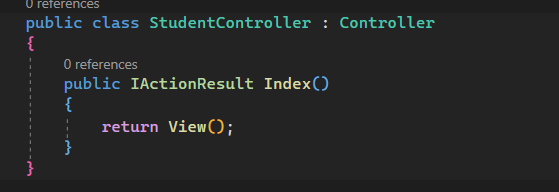 0 references
public class StudentController : Controller
{
0 references
public IActionResult Index()
{
return View();
}
}